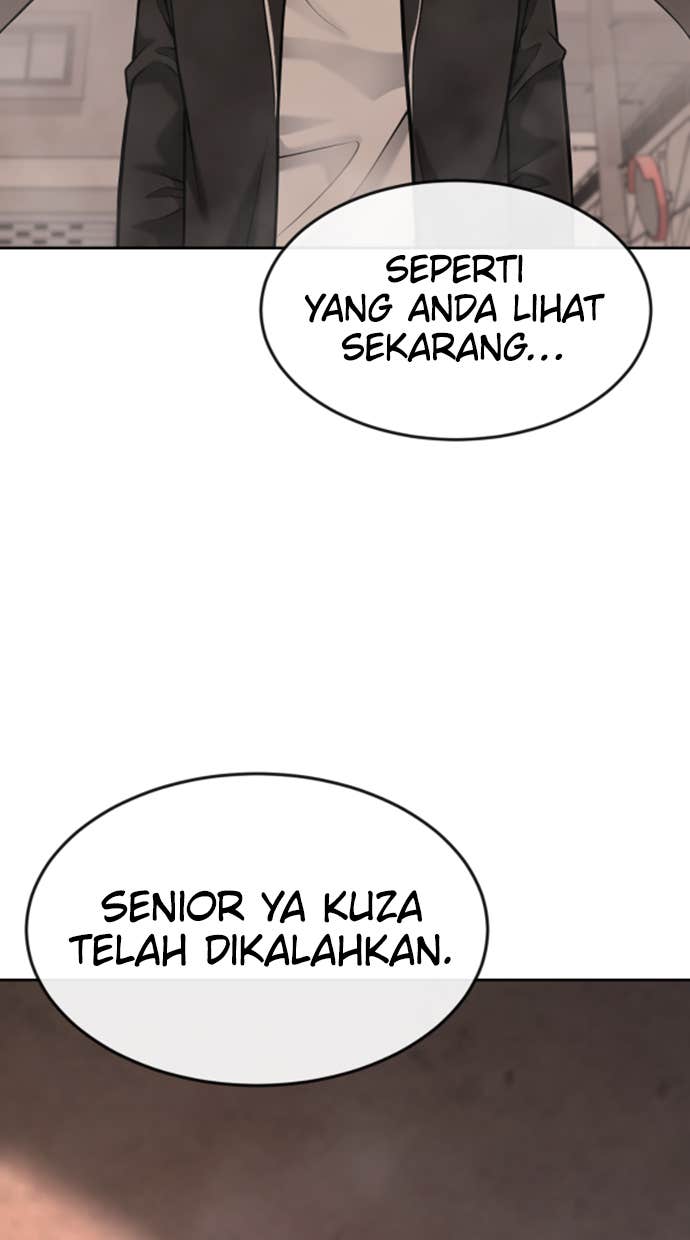 SEPERTI
YANG ANDA LIHAT
SEKARANG...
SENIOR YA KUZA
TELAH DIKALAHKAN.